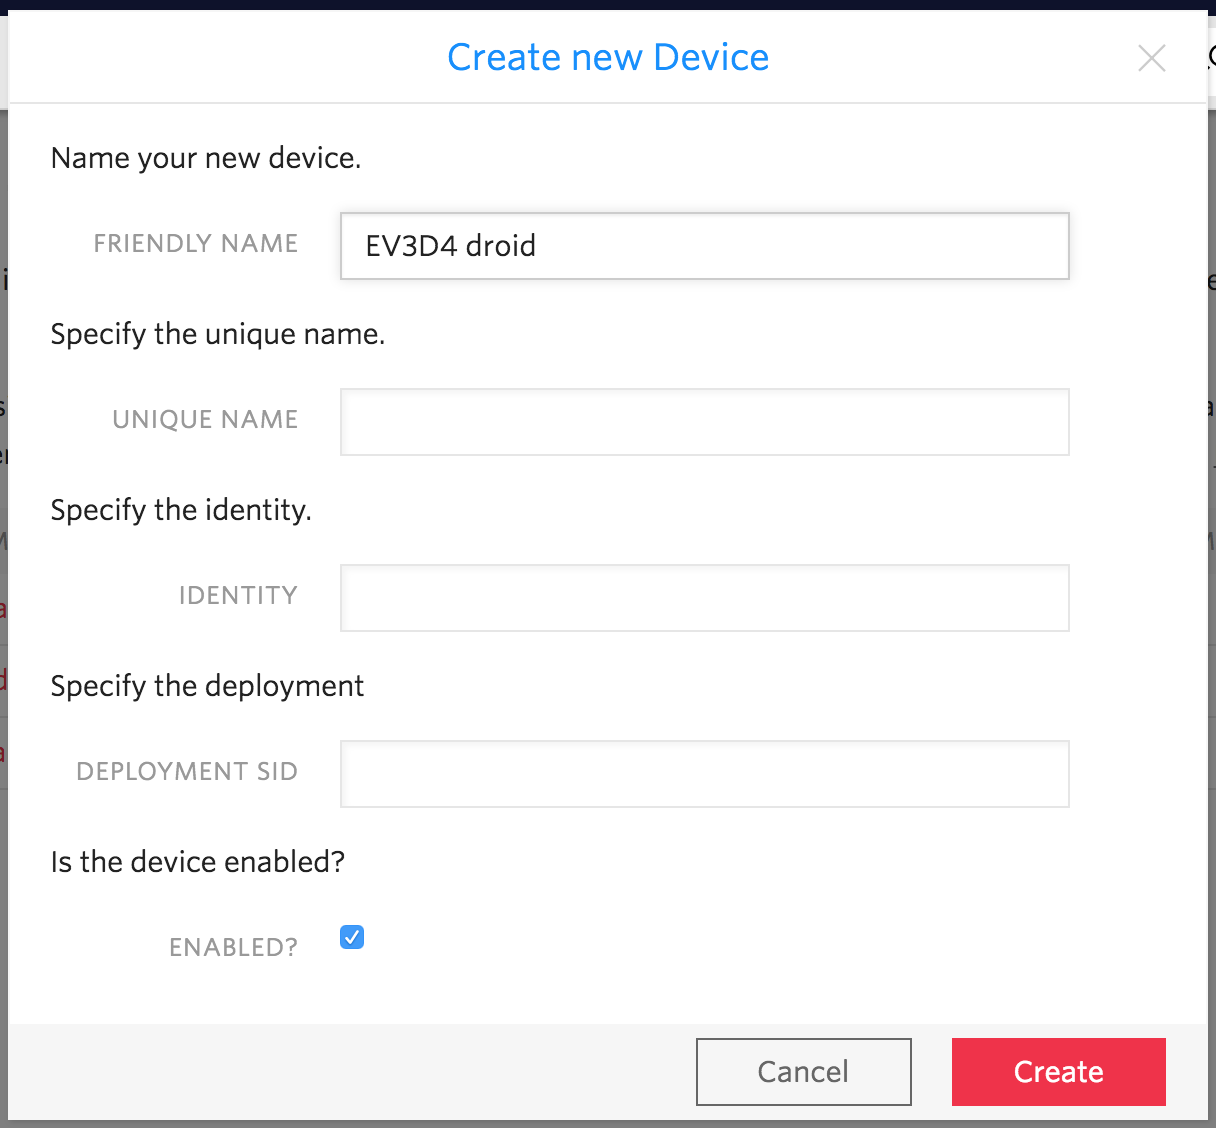 Create new Device
Name your new device.
FRIENDLY NAME
EV3D4 droid
Specify the unique name.
UNIQUE NAME
Specify the identity.
IDENTITY
Specify the deployment
DEPLOYMENT SID
Is the device enabled?
ENABLED?
Cancel
Create